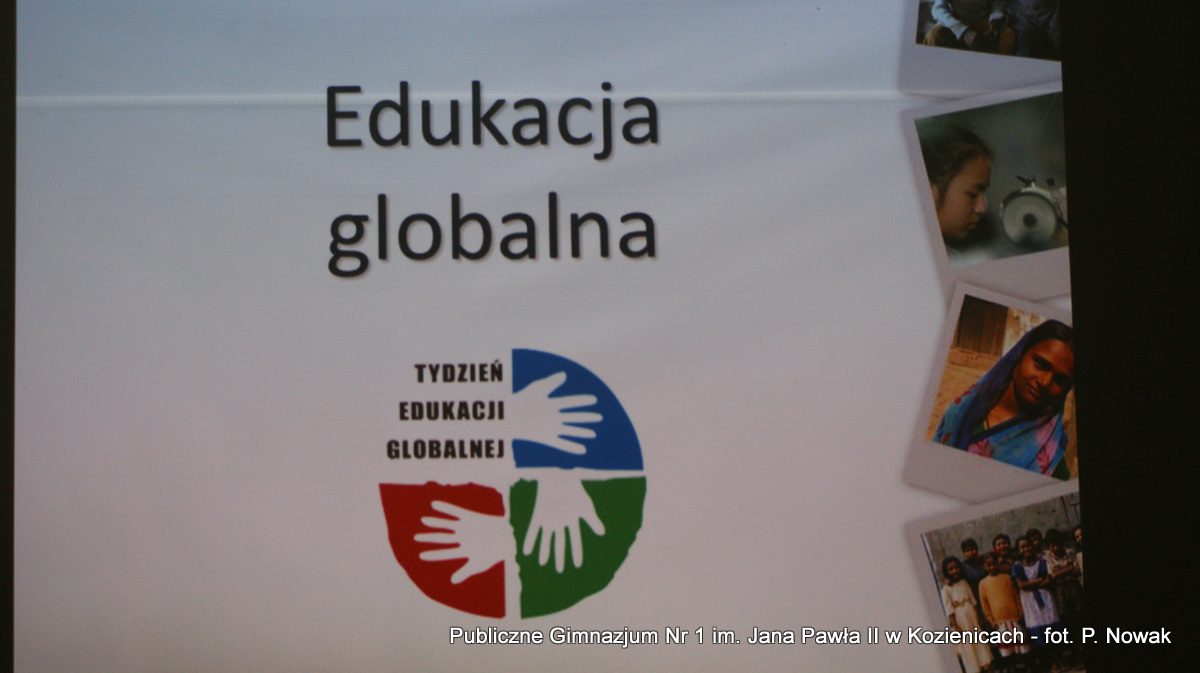 Edukacja
globalna
TYDZIEŃ
EDUKACJI
GLOBALNEJ
Publiczne Gimnazjum Nr 1 im. Jana Pawła II w Kozienicach - fot. P. Nowak